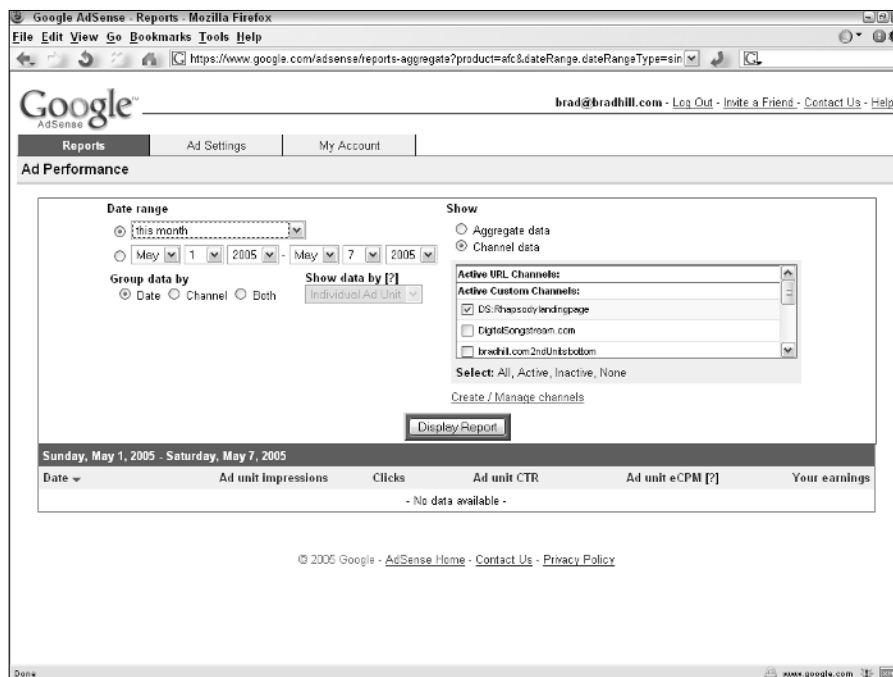 Google AdSense - Reports - Mozilla Firefox
File Edit View Go Bookmarks Tools Help
https://www.google.com/adsense/reports-aggregate?product=afc&dateRange.dateRangeType=sin
Google™
AdSense
brad@bradhill.com - Log Out - Invite a Friend - Contact Us - Help
Reports Ad Settings My Account
Ad Performance
Date range Show
this month Aggregate data
May 1 2005 - May 7 2005 Channel data
Group data by Show data by [?]
Date Channel Both Individual Ad Unit
Active URL Channels:
Active Custom Channels:
DS:Rhapsodylandingpage
DigitalSongstream.com
bradhill.com2ndUnitsbottom
Select: All, Active, Inactive, None
Create / Manage channels
Display Report
Sunday, May 1, 2005 - Saturday, May 7, 2005
Date Ad unit impressions Clicks Ad unit CTR Ad unit eCPM [?] Your earnings
- No data available -
© 2005 Google - AdSense Home - Contact Us - Privacy Policy
Done www.google.com